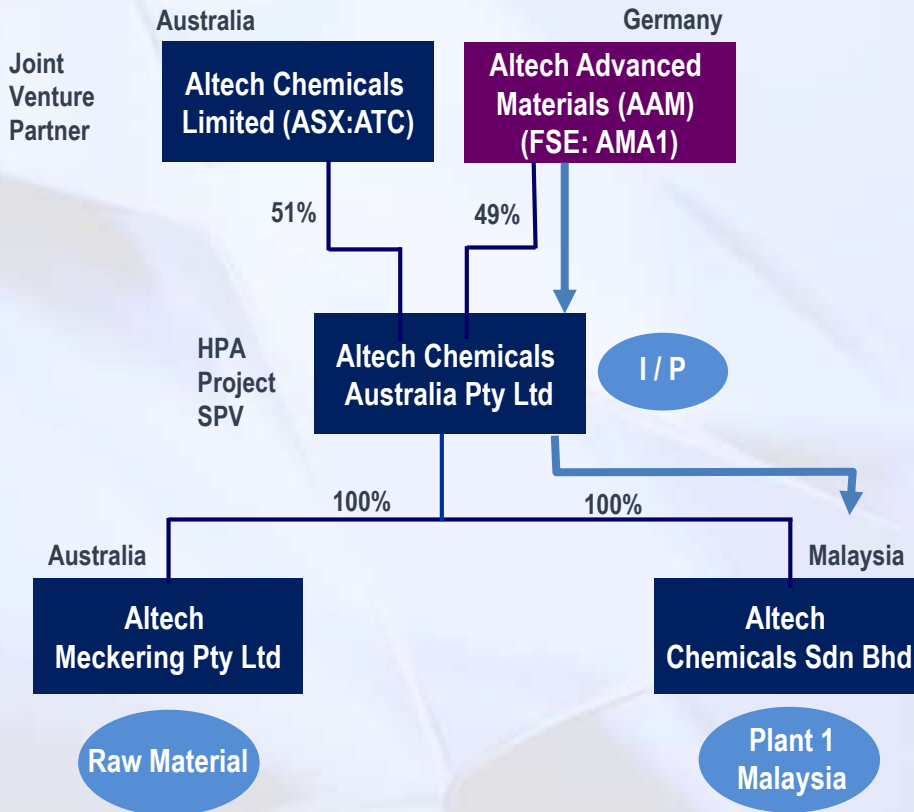 Australia
Germany
Joint
Venture
Partner
Altech Chemicals
Limited (ASX:ATC)
Altech Advanced
Materials (AAM)
(FSE: AMA1)
51%
49%
HPA
Project
SPV
Altech Chemicals
Australia Pty Ltd
I / P
100%
100%
Australia
Malaysia
Altech
Meckering Pty Ltd
Altech
Chemicals Sdn Bhd
Raw Material
Plant 1
Malaysia